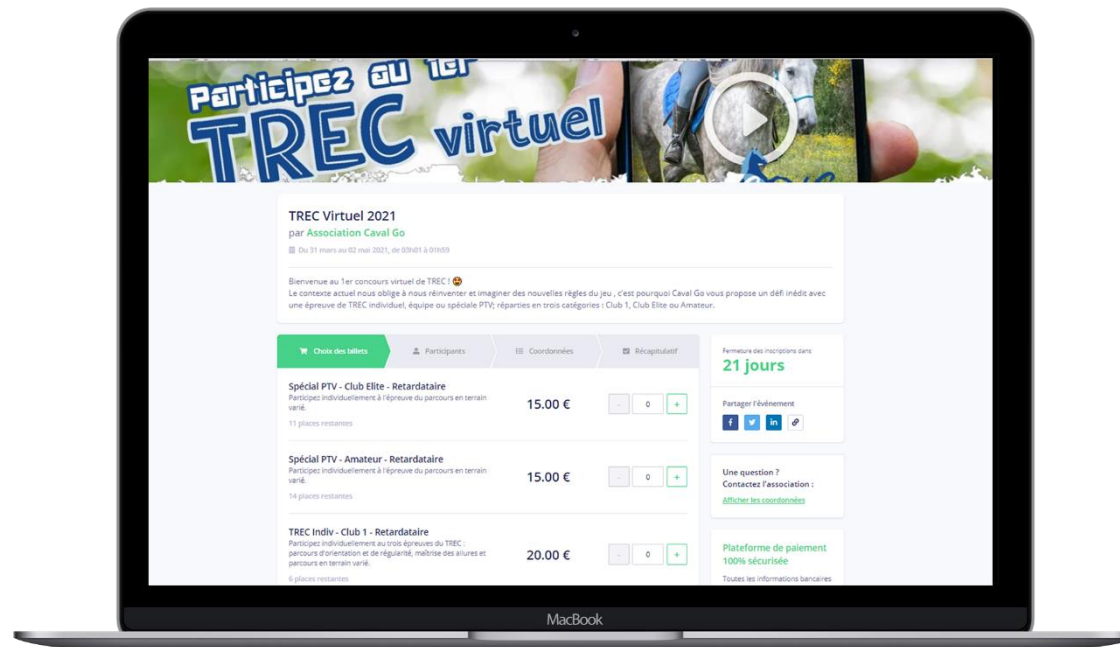 Participez au 1er
TREC virtuel
TREC Virtuel 2021
par Association Caval Go
Du 31 mars au 02 mai 2021, de 03h01 à 01h59
Bienvenue au 1er concours virtuel de TREC !
Le contexte actuel nous oblige à nous réinventer et imaginer des nouvelles règles du jeu , c'est pourquoi Caval Go vous propose un défi inédit avec
une épreuve de TREC individuel, équipe ou spéciale PTV; réparties en trois catégories : Club 1, Club Elite ou Amateur.
Choix des billets
Participants
Coordonnées
Récapitulatif
Spécial PTV - Club Elite - Retardataire
Participez individuellement à l'épreuve du parcours en terrain
varié.
11 places restantes
15.00 €
- 0 +
Spécial PTV - Amateur - Retardataire
Participez individuellement à l'épreuve du parcours en terrain
varié.
14 places restantes
15.00 €
- 0 +
TREC Indiv - Club 1 - Retardataire
Participez individuellement au trois épreuves du TREC :
parcours d'orientation et de régularité, maîtrise des allures et
parcours en terrain varié.
6 places restantes
20.00 €
- 0 +
Fermeture des inscriptions dans
21 jours
Partager l'événement
Une question ?
Contactez l'association :
Afficher les coordonnées
Plateforme de paiement
100% sécurisée
Toutes les informations bancaires
MacBook